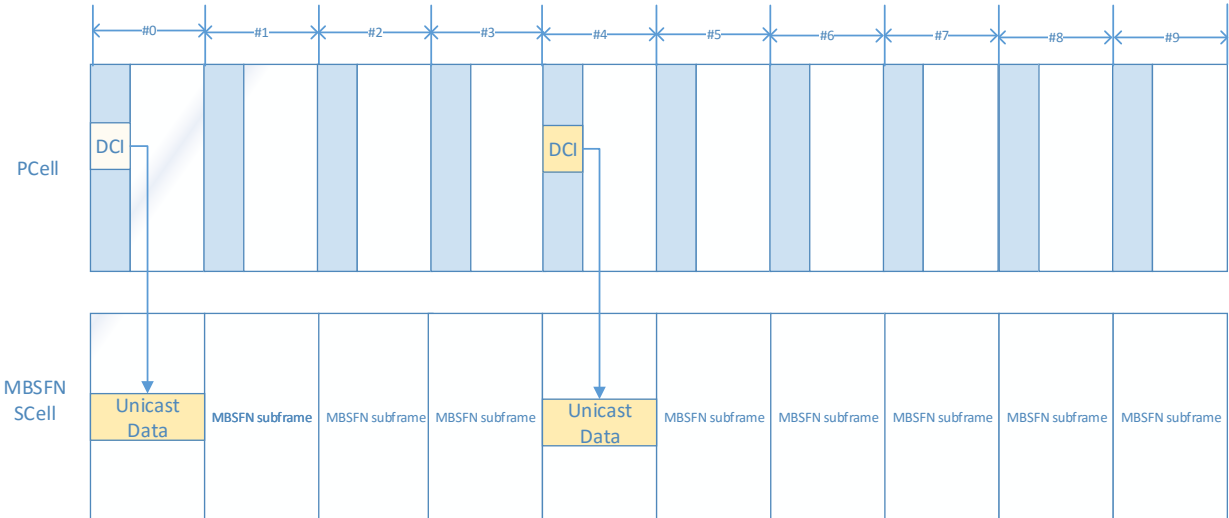 #0
#1
#2
#3
#4
#5
#6
#7
#8
#9
PCell
DCI
DCI
MBSFN
SCell
Unicast
Data
MBSFN subframe
MBSFN subframe
MBSFN subframe
Unicast
Data
MBSFN subframe
MBSFN subframe
MBSFN subframe
MBSFN subframe
MBSFN subframe